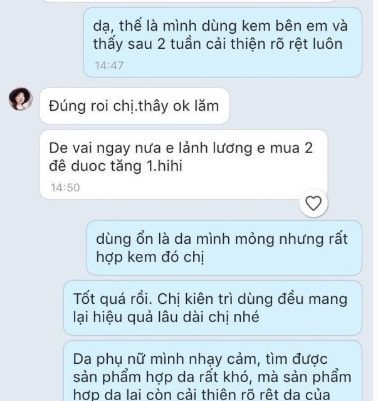 dạ, thế là mình dùng kem bên em và
thấy sau 2 tuần cải thiện rõ rệt luôn
14:47
Đúng roi chị.thây ok lăm
De vai ngay nưa e lảnh lương e mua 2
đê duoc tăng 1.hihi
14:50
dùng ổn là da mình mỏng nhưng rất
hợp kem đó chị
Tốt quá rồi. Chị kiên trì dùng đều mang
lại hiệu quả lâu dài chị nhé
Da phụ nữ mình nhạy cảm, tìm được
sản phẩm hợp da rất khó, mà sản phẩm
hợp da lại còn cải thiện rõ rệt da của